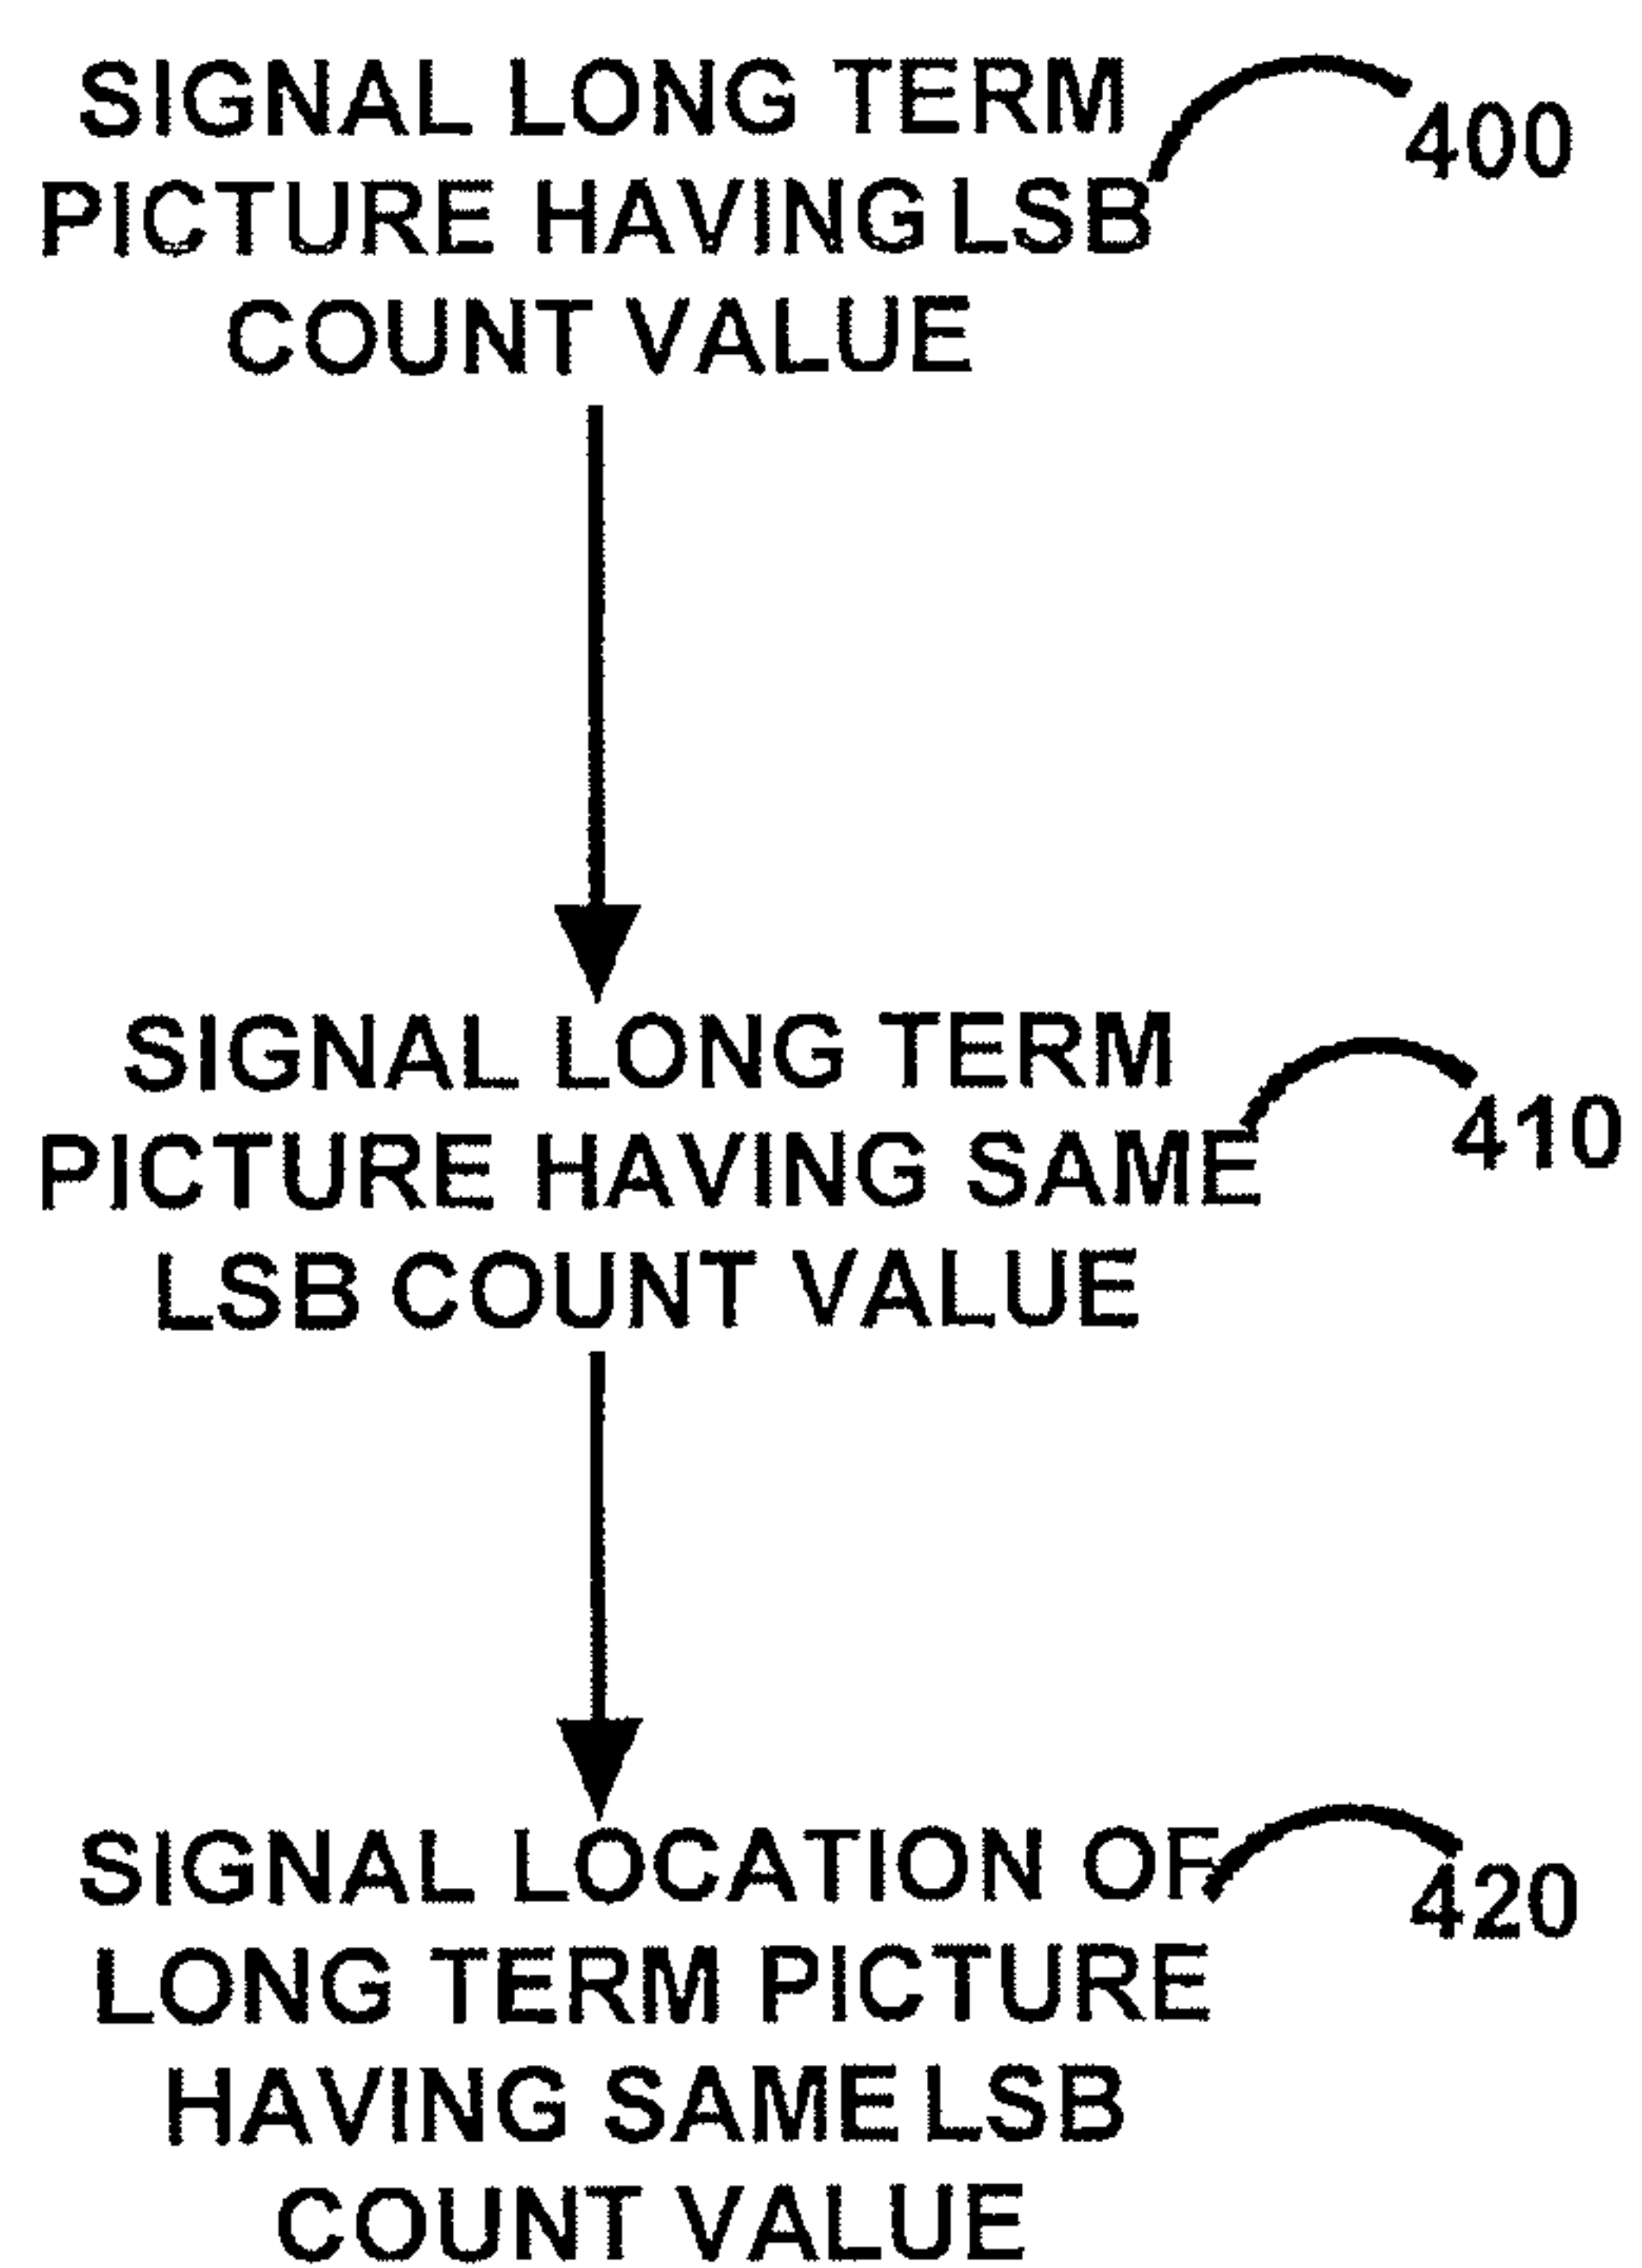 SIGNAL LONG TERM
PICTURE HAVING LSB
COUNT VALUE
400
SIGNAL LONG TERM
PICTURE HAVING SAME
LSB COUNT VALUE
410
SIGNAL LOCATION OF
LONG TERM PICTURE
HAVING SAME LSB
COUNT VALUE
420